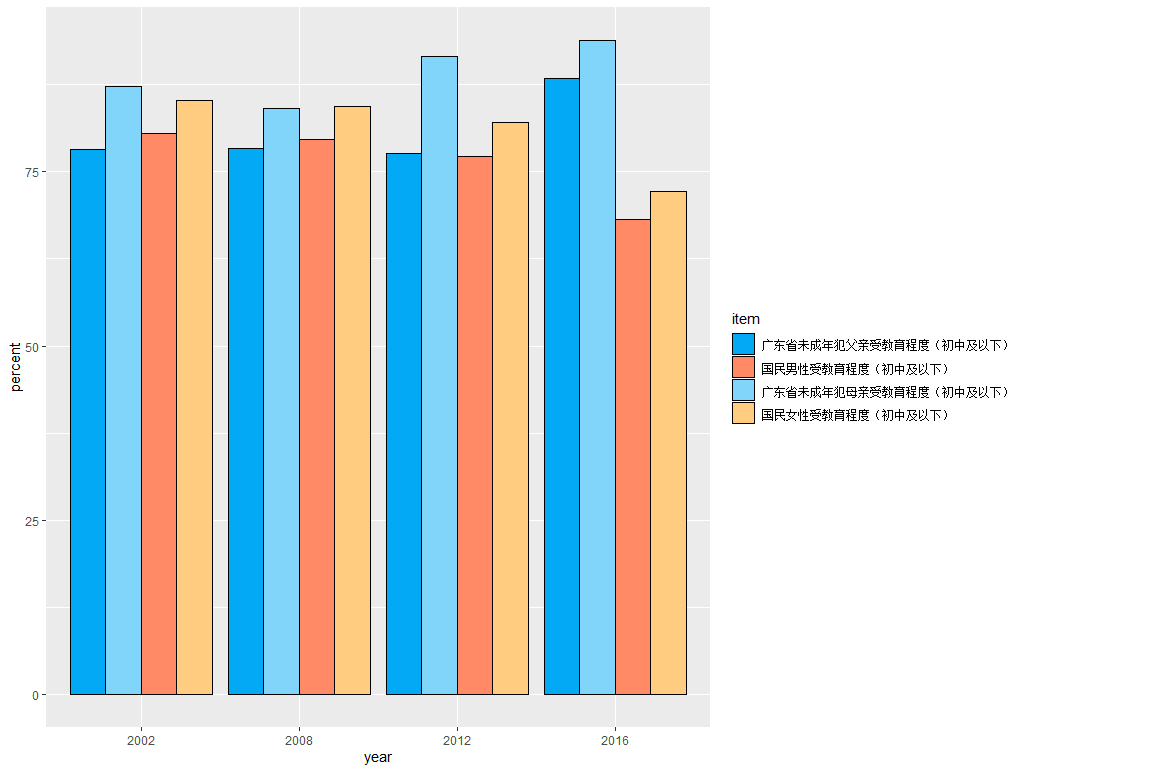 percent
75
50
25
0
2002
2008
2012
2016
year
item
广东省未成年犯父亲受教育程度（初中及以下）
国民男性受教育程度（初中及以下）
广东省未成年犯母亲受教育程度（初中及以下）
国民女性受教育程度（初中及以下）